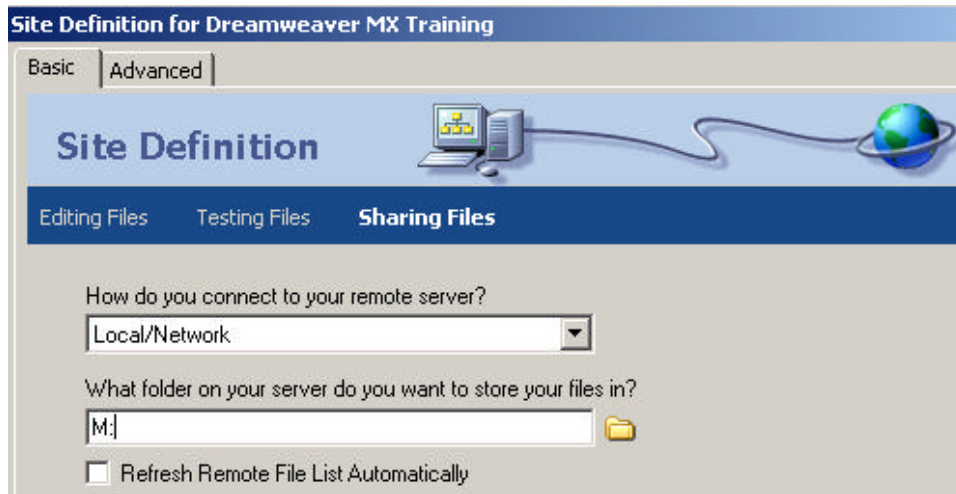 Site Definition for Dreamweaver MX Training
Basic Advanced
Site Definition
Editing Files Testing Files Sharing Files
How do you connect to your remote server?
Local/Network
What folder on your server do you want to store your files in?
M:
Refresh Remote File List Automatically